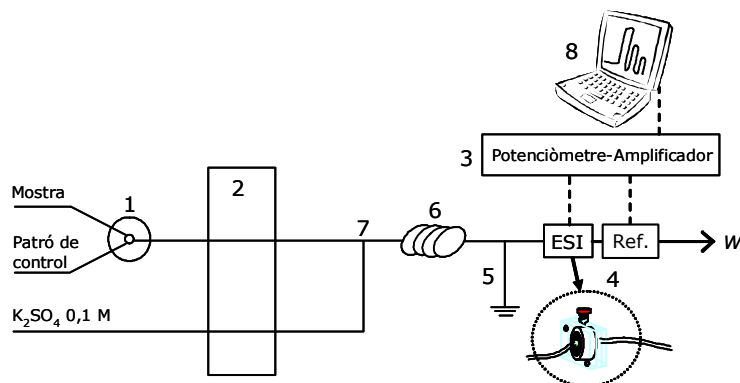 8
3
Potenciòmetre-Amplificador
2
Mostra
1
6
7
Patró de
control
ESI
Ref.
W
5
4
K₂SO₄ 0,1 M